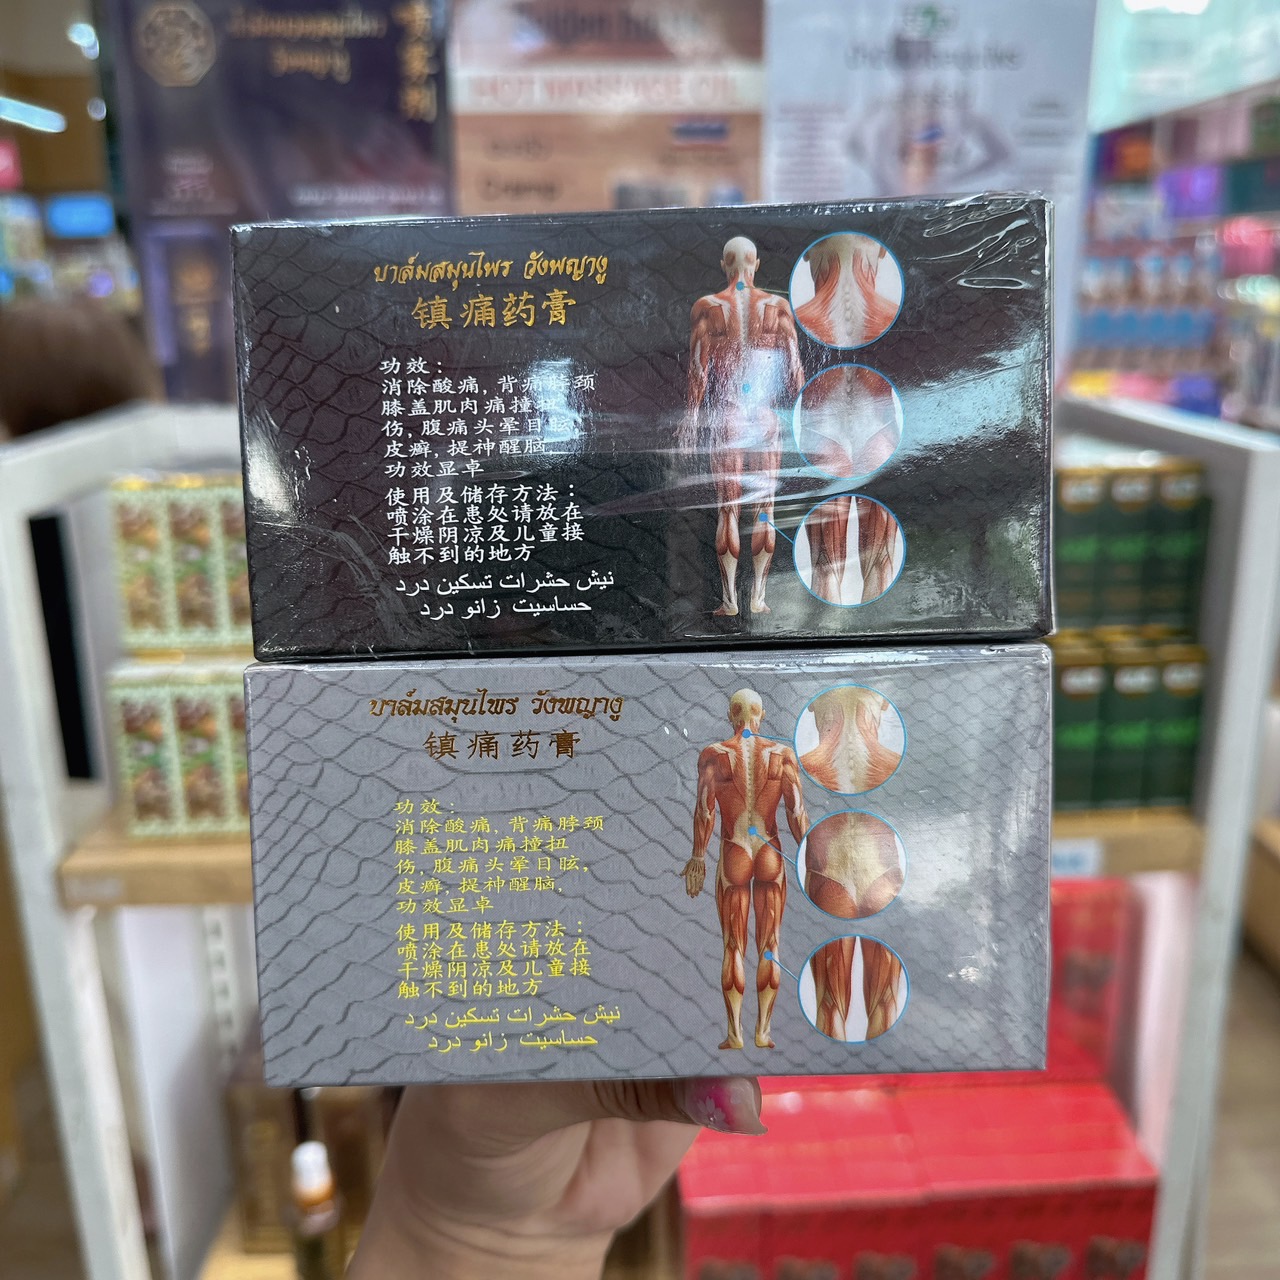 HOT MASSAGE OIL
บาล์มสมุนไพร วังพญางู
镇痛药膏
功效：
消除酸痛,背痛脖颈
膝盖肌肉痛撞扭
伤,腹痛头晕目眩,
皮癣,提神醒脑,
功效显卓
使用及储存方法：
喷涂在患处请放在
干燥阴凉及儿童接
触不到的地方
نیش حشرات تسکین درد
حساسیت زانو درد
บาล์มสมุนไพร วังพญางู
镇痛药膏
功效：
消除酸痛,背痛脖颈
膝盖肌肉痛撞扭
伤,腹痛头晕目眩,
皮癣,提神醒脑,
功效显卓
使用及储存方法：
喷涂在患处请放在
干燥阴凉及儿童接
触不到的地方
نیش حشرات تسکین درد
حساسیت زانو درد